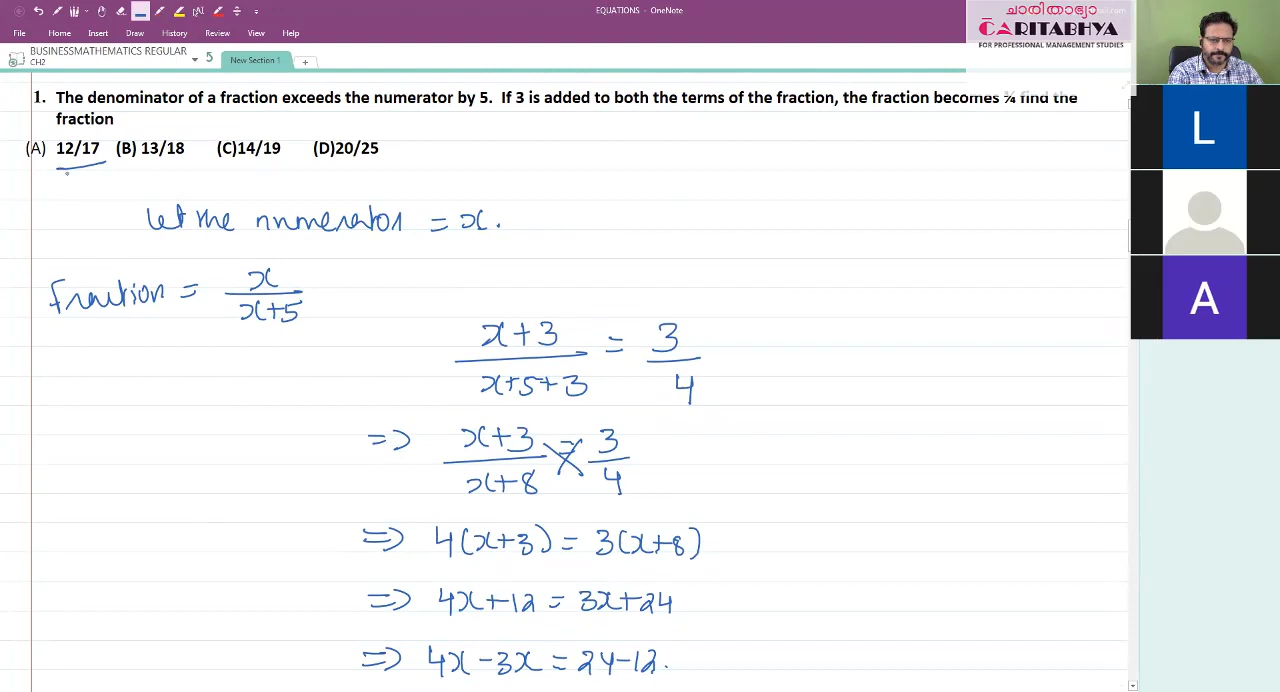 EQUATIONS - OneNote
File Home Insert Draw History Review View Help
BUSINESSMATHEMATICS REGULAR
CH2
5
New Section 1
ചാരിതാഭ്യാ
CARITABHYA
FOR PROFESSIONAL MANAGEMENT STUDIES
1. The denominator of a fraction exceeds the numerator by 5. If 3 is added to both the terms of the fraction, the fraction becomes ¾ find the
fraction
(A) 12/17 (B) 13/18 (C)14/19 (D)20/25
let the numerator = x.
fraction = x/x+5
x+3/x+5+3 = 3/4
=> x+3/x+8 = 3/4
=> 4(x+3) = 3(x+8)
=> 4x+12 = 3x+24
=> 4x-3x = 24-12.
L
A